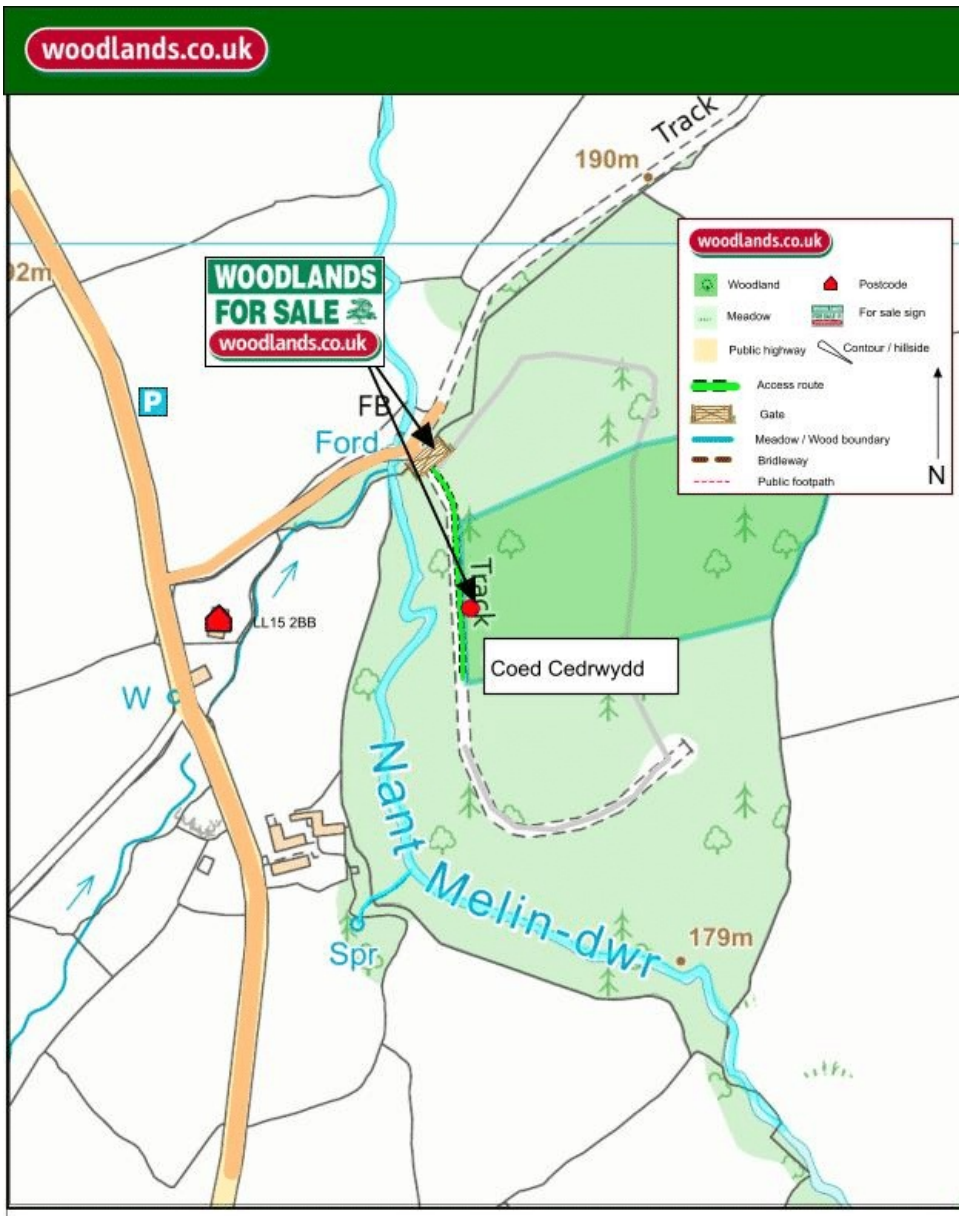 woodlands.co.uk
Track
190m
92m
WOODLANDS
FOR SALE
woodlands.co.uk
woodlands.co.uk
Woodland
Postcode
Meadow
For sale sign
Public highway
Contour / hillside
Access route
Gate
Meadow / Wood boundary
Bridleway
Public footpath
N
P
FB
Ford
Track
LL15 2BB
Coed Cedrwydd
W
Nant Melin-dwr
179m
Spr